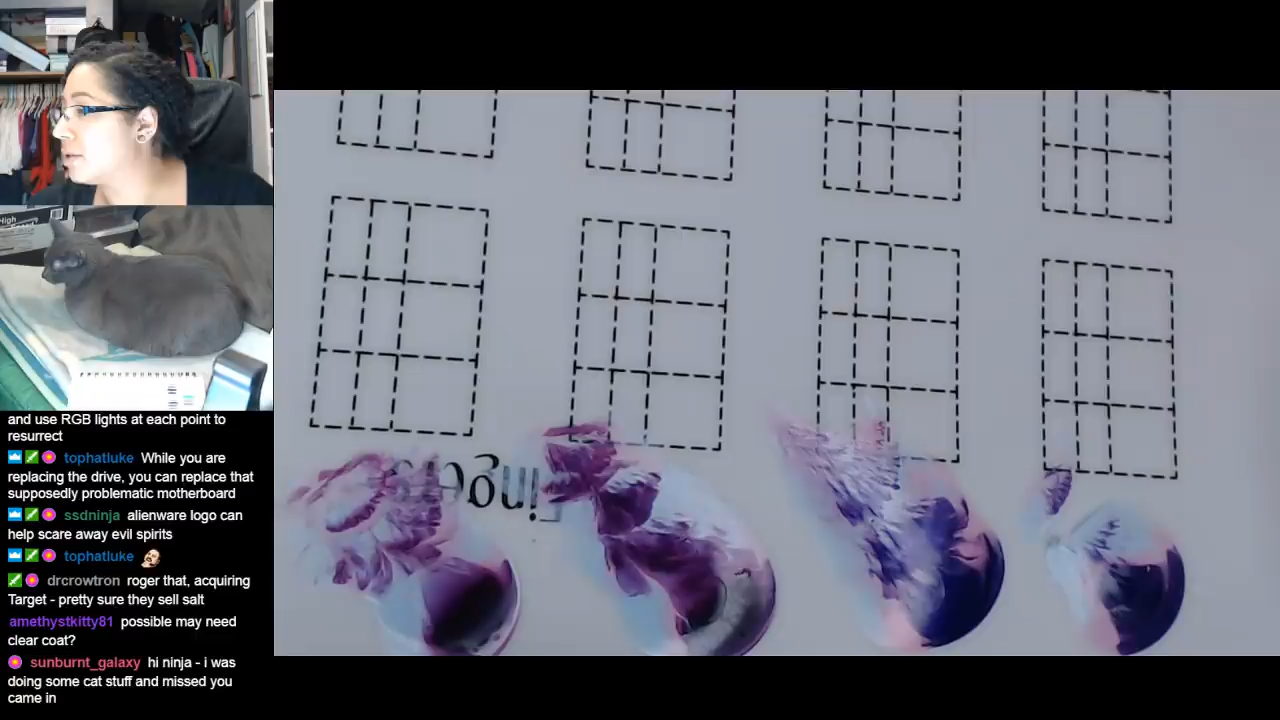 High
and use RGB lights at each point to
resurrect
tophatluke While you are
replacing the drive, you can replace that
supposedly problematic motherboard
ssdninja alienware logo can
help scare away evil spirits
tophatluke
drcrowtron roger that, acquiring
Target - pretty sure they sell salt
amethystkitty81 possible may need
clear coat?
sunburnt_galaxy hi ninja - i was
doing some cat stuff and missed you
came in